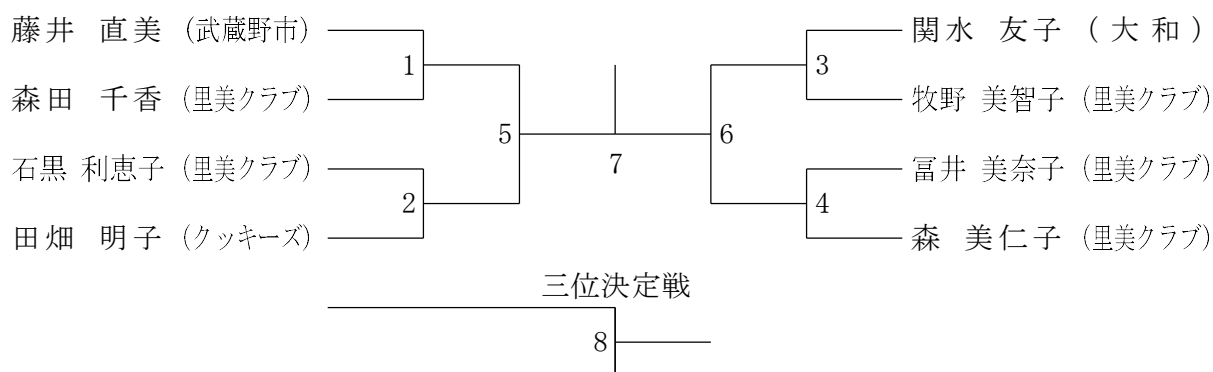 藤井 直美 (武蔵野市)
関水 友子 (大和)
1
3
森田 千香 (里美クラブ)
牧野 美智子 (里美クラブ)
5
6
7
石黒 利恵子 (里美クラブ)
冨井 美奈子 (里美クラブ)
2
4
田畑 明子 (クッキーズ)
森 美仁子 (里美クラブ)
三位決定戦
8